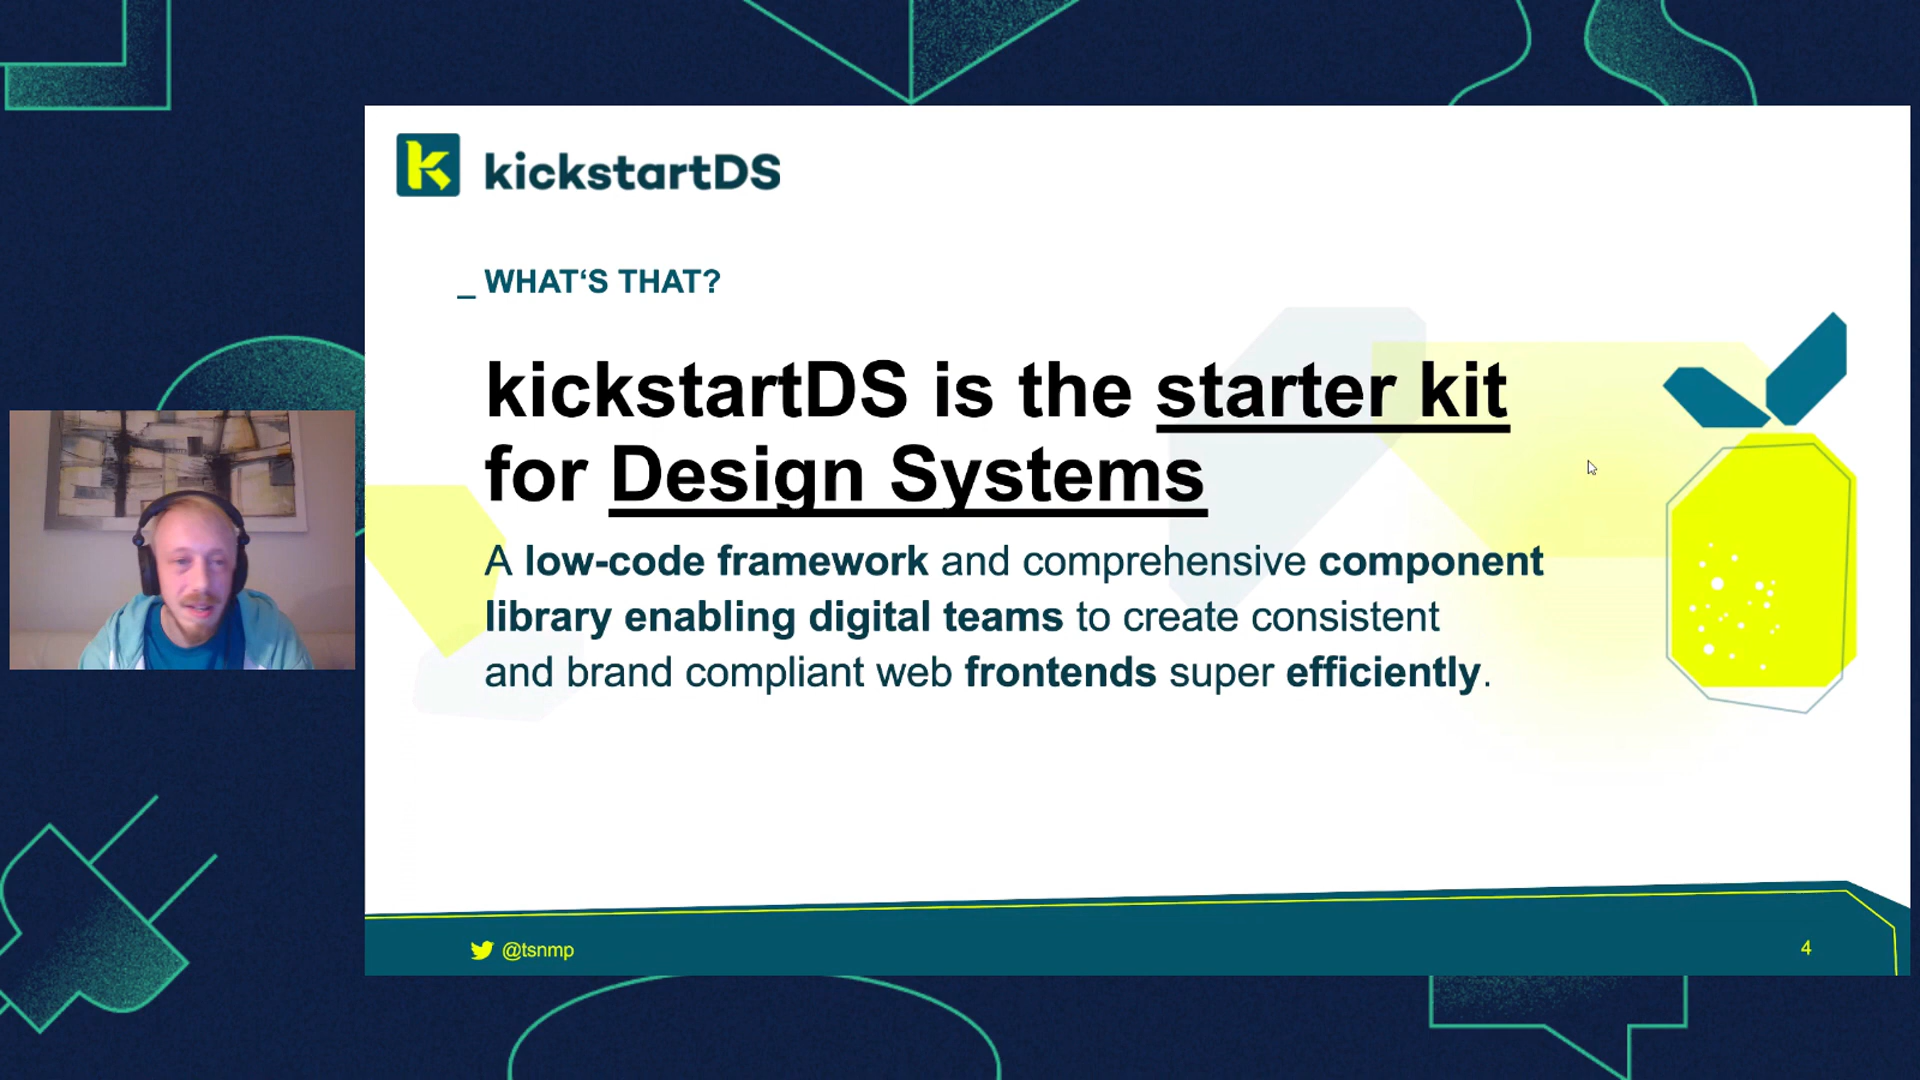 kickstartDS
_ WHAT‘S THAT?
kickstartDS is the starter kit
for Design Systems
A low-code framework and comprehensive component
library enabling digital teams to create consistent
and brand compliant web frontends super efficiently.
@tsnmp
4